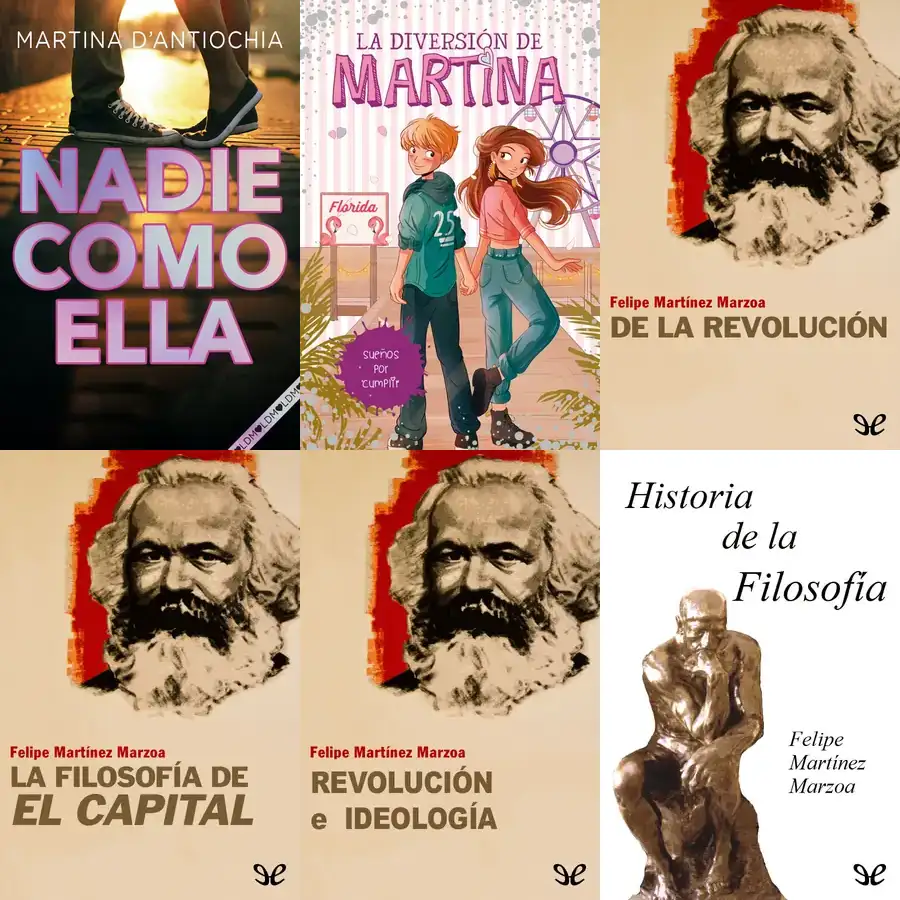 MARTINA D'ANTIOCHIA
NADIE
COMO
ELLA
LA DIVERSIÓN DE
MARTINA
Florida
25
sueños
por
cumplir
Felipe Martínez Marzoa
DE LA REVOLUCIÓN
Felipe Martínez Marzoa
LA FILOSOFÍA DE
EL CAPITAL
Felipe Martínez Marzoa
REVOLUCIÓN
e IDEOLOGÍA
Historia
de la
Filosofía
Felipe
Martínez
Marzoa